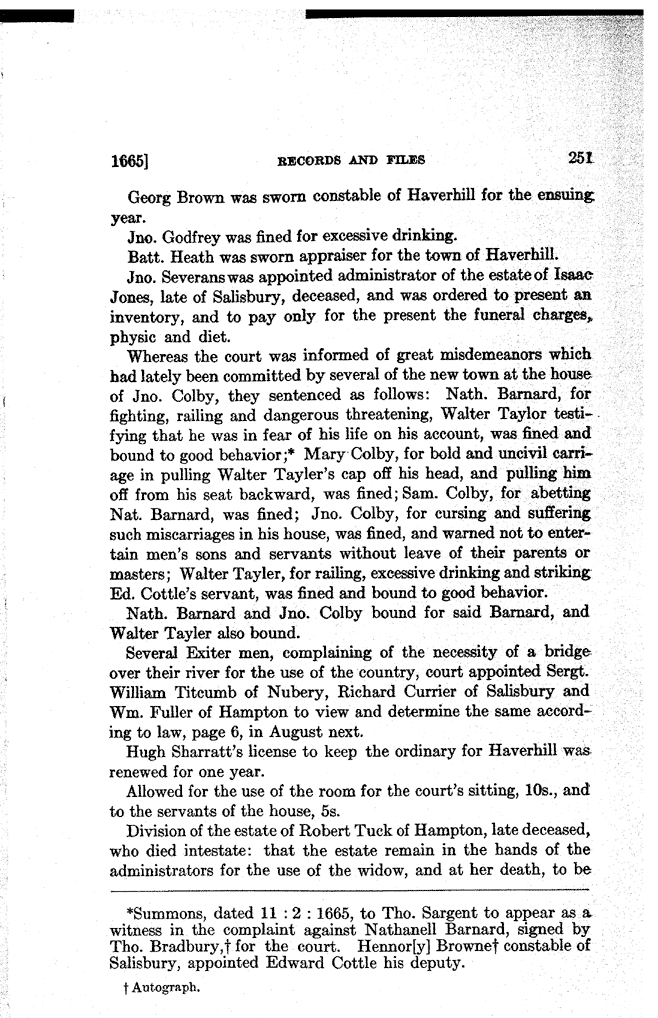 1665] RECORDS AND FILES 251
Georg Brown was sworn constable of Haverhill for the ensuing
year.
Jno. Godfrey was fined for excessive drinking.
Batt. Heath was sworn appraiser for the town of Haverhill.
Jno. Severans was appointed administrator of the estate of Isaac
Jones, late of Salisbury, deceased, and was ordered to present an
inventory, and to pay only for the present the funeral charges,
physic and diet.
Whereas the court was informed of great misdemeanors which
had lately been committed by several of the new town at the house
of Jno. Colby, they sentenced as follows: Nath. Barnard, for
fighting, railing and dangerous threatening, Walter Taylor testi-
fying that he was in fear of his life on his account, was fined and
bound to good behavior;* Mary Colby, for bold and uncivil carri-
age in pulling Walter Tayler's cap off his head, and pulling him
off from his seat backward, was fined; Sam. Colby, for abetting
Nat. Barnard, was fined; Jno. Colby, for cursing and suffering
such miscarriages in his house, was fined, and warned not to enter-
tain men's sons and servants without leave of their parents or
masters; Walter Tayler, for railing, excessive drinking and striking
Ed. Cottle's servant, was fined and bound to good behavior.
Nath. Barnard and Jno. Colby bound for said Barnard, and
Walter Tayler also bound.
Several Exiter men, complaining of the necessity of a bridge
over their river for the use of the country, court appointed Sergt.
William Titcumb of Nubery, Richard Currier of Salisbury and
Wm. Fuller of Hampton to view and determine the same accord-
ing to law, page 6, in August next.
Hugh Sharratt's license to keep the ordinary for Haverhill was
renewed for one year.
Allowed for the use of the room for the court's sitting, 10s., and
to the servants of the house, 5s.
Division of the estate of Robert Tuck of Hampton, late deceased,
who died intestate: that the estate remain in the hands of the
administrators for the use of the widow, and at her death, to be
*Summons, dated 11 : 2 : 1665, to Tho. Sargent to appear as a
witness in the complaint against Nathanell Barnard, signed by
Tho. Bradbury,† for the court. Hennor[y] Browne† constable of
Salisbury, appointed Edward Cottle his deputy.
† Autograph.